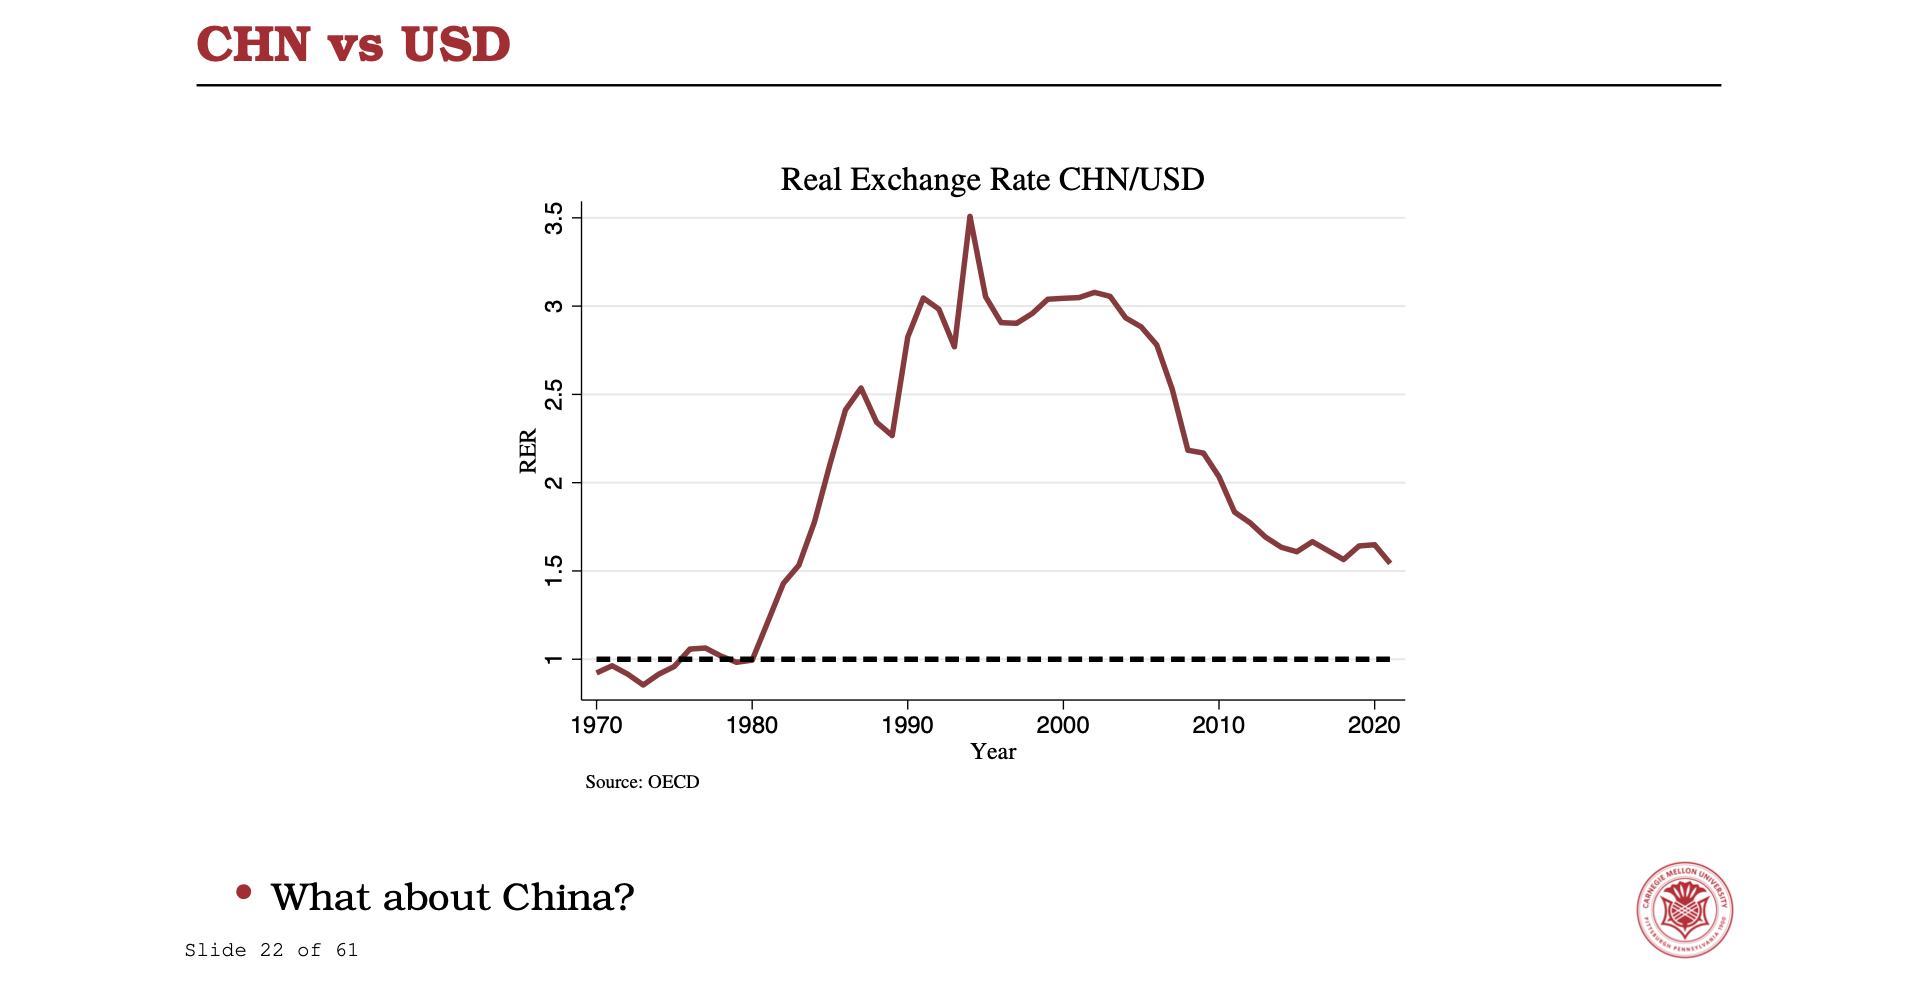 CHN vs USD
Real Exchange Rate CHN/USD
3.5
3
2.5
2
1.5
1
RER
1970 1980 1990 2000 2010 2020
Year
Source: OECD
What about China?
CARNEGIE MELLON UNIVERSITY
PITTSBURGH PENNSYLVANIA 1900
Slide 22 of 61